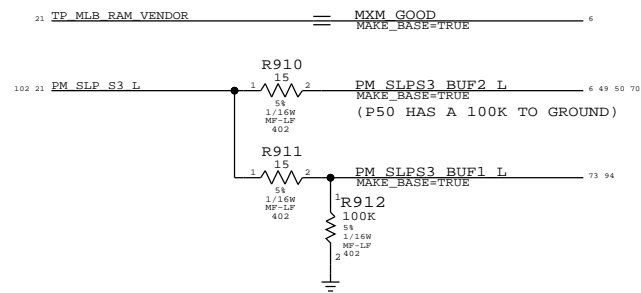 21 TP_MLB_RAM_VENDOR MXM_GOOD 6
MAKE_BASE=TRUE
R910
15
102 21 PM_SLP_S3_L 1 2 PM_SLPS3_BUF2_L 6 49 50 70
5% MAKE_BASE=TRUE
1/16W (P50 HAS A 100K TO GROUND)
MF-LF
402
R911
15
1 2 PM_SLPS3_BUF1_L 73 94
5% MAKE_BASE=TRUE
1/16W
MF-LF
402
1 R912
100K
5%
1/16W
MF-LF
2 402